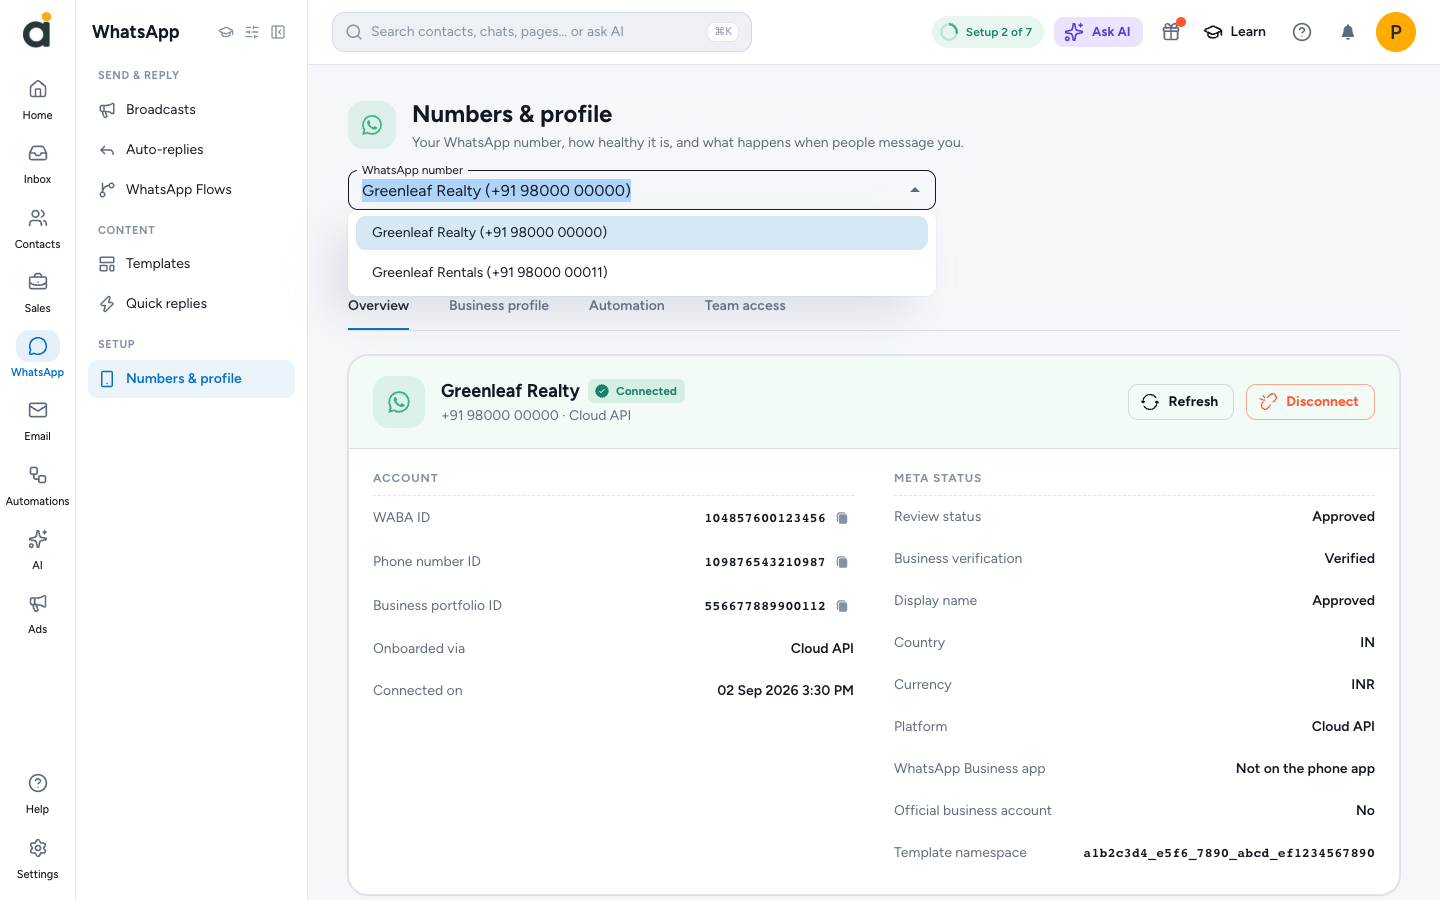 WhatsApp
Search contacts, chats, pages... or ask AI
⌘K
Setup 2 of 7
Ask AI
Learn
P
Home
Inbox
Contacts
Sales
WhatsApp
Email
Automations
AI
Ads
Help
Settings
SEND & REPLY
Broadcasts
Auto-replies
WhatsApp Flows
CONTENT
Templates
Quick replies
SETUP
Numbers & profile
Numbers & profile
Your WhatsApp number, how healthy it is, and what happens when people message you.
WhatsApp number
Greenleaf Realty (+91 98000 00000)
Greenleaf Realty (+91 98000 00000)
Greenleaf Rentals (+91 98000 00011)
Overview Business profile Automation Team access
Greenleaf Realty Connected
+91 98000 00000 · Cloud API
Refresh
Disconnect
ACCOUNT
WABA ID 104857600123456
Phone number ID 109876543210987
Business portfolio ID 556677889900112
Onboarded via Cloud API
Connected on 02 Sep 2026 3:30 PM
META STATUS
Review status Approved
Business verification Verified
Display name Approved
Country IN
Currency INR
Platform Cloud API
WhatsApp Business app Not on the phone app
Official business account No
Template namespace a1b2c3d4_e5f6_7890_abcd_ef1234567890